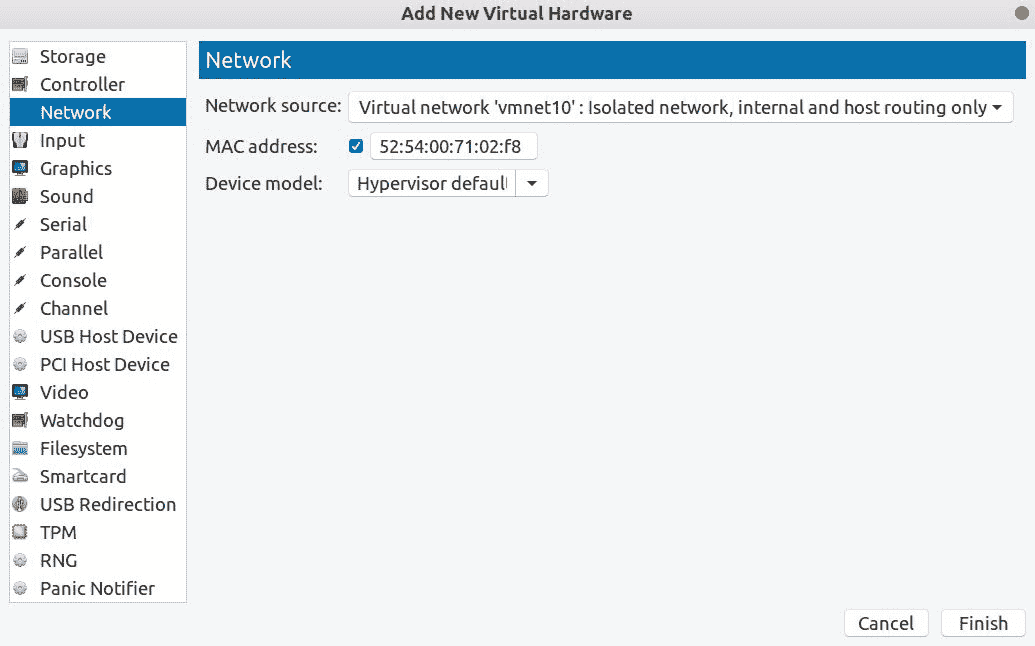 Add New Virtual Hardware
Storage
Controller
Network
Input
Graphics
Sound
Serial
Parallel
Console
Channel
USB Host Device
PCI Host Device
Video
Watchdog
Filesystem
Smartcard
USB Redirection
TPM
RNG
Panic Notifier
Network
Network source: Virtual network 'vmnet10' : Isolated network, internal and host routing only
MAC address: 52:54:00:71:02:f8
Device model: Hypervisor defaul
Cancel Finish